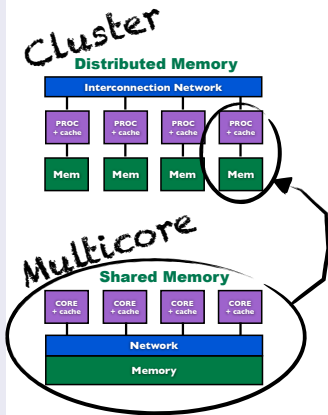 Cluster
Distributed Memory
Interconnection Network
PROC PROC PROC PROC
+ cache + cache + cache + cache
Mem Mem Mem Mem
Multicore
Shared Memory
CORE CORE CORE CORE
+ cache + cache + cache + cache
Network
Memory